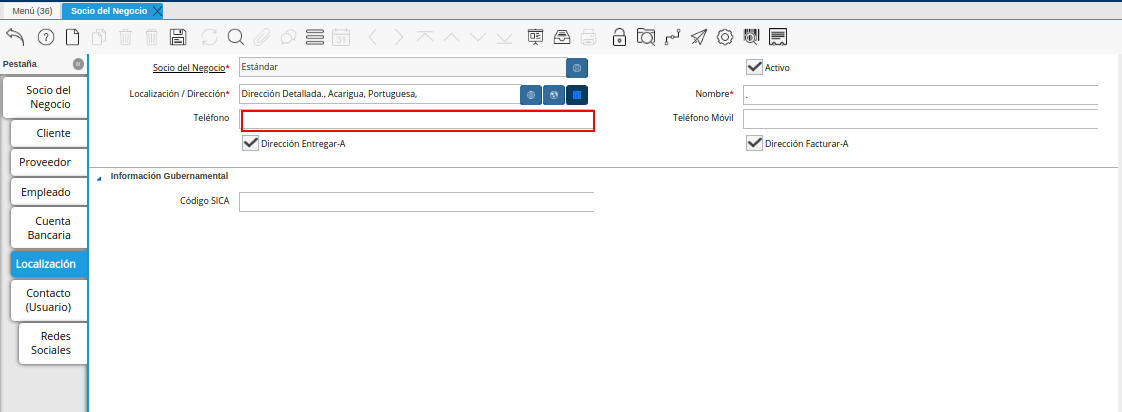 Menú (36)
Socio del Negocio
Pestaña
Socio del
Negocio
Cliente
Proveedor
Empleado
Cuenta
Bancaria
Localización
Contacto
(Usuario)
Redes
Sociales
Socio del Negocio* Estándar
Activo
Localización / Dirección* Dirección Detallada., Acarigua, Portuguesa,
Nombre* .
Teléfono
Teléfono Móvil
Dirección Entregar-A
Dirección Facturar-A
Información Gubernamental
Código SICA
31